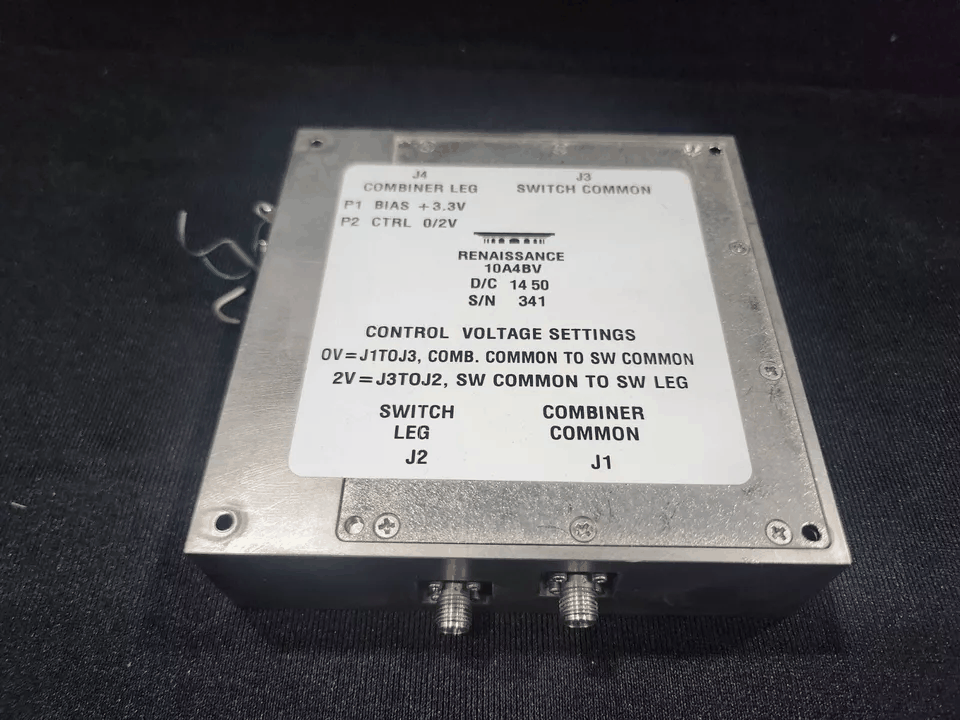 J4 J3
COMBINER LEG SWITCH COMMON
P1 BIAS +3.3V
P2 CTRL 0/2V
RENAISSANCE
10A4BV
D/C 1450
S/N 341
CONTROL VOLTAGE SETTINGS
0V=J1TOJ3, COMB. COMMON TO SW COMMON
2V=J3TOJ2, SW COMMON TO SW LEG
SWITCH COMBINER
LEG COMMON
J2 J1